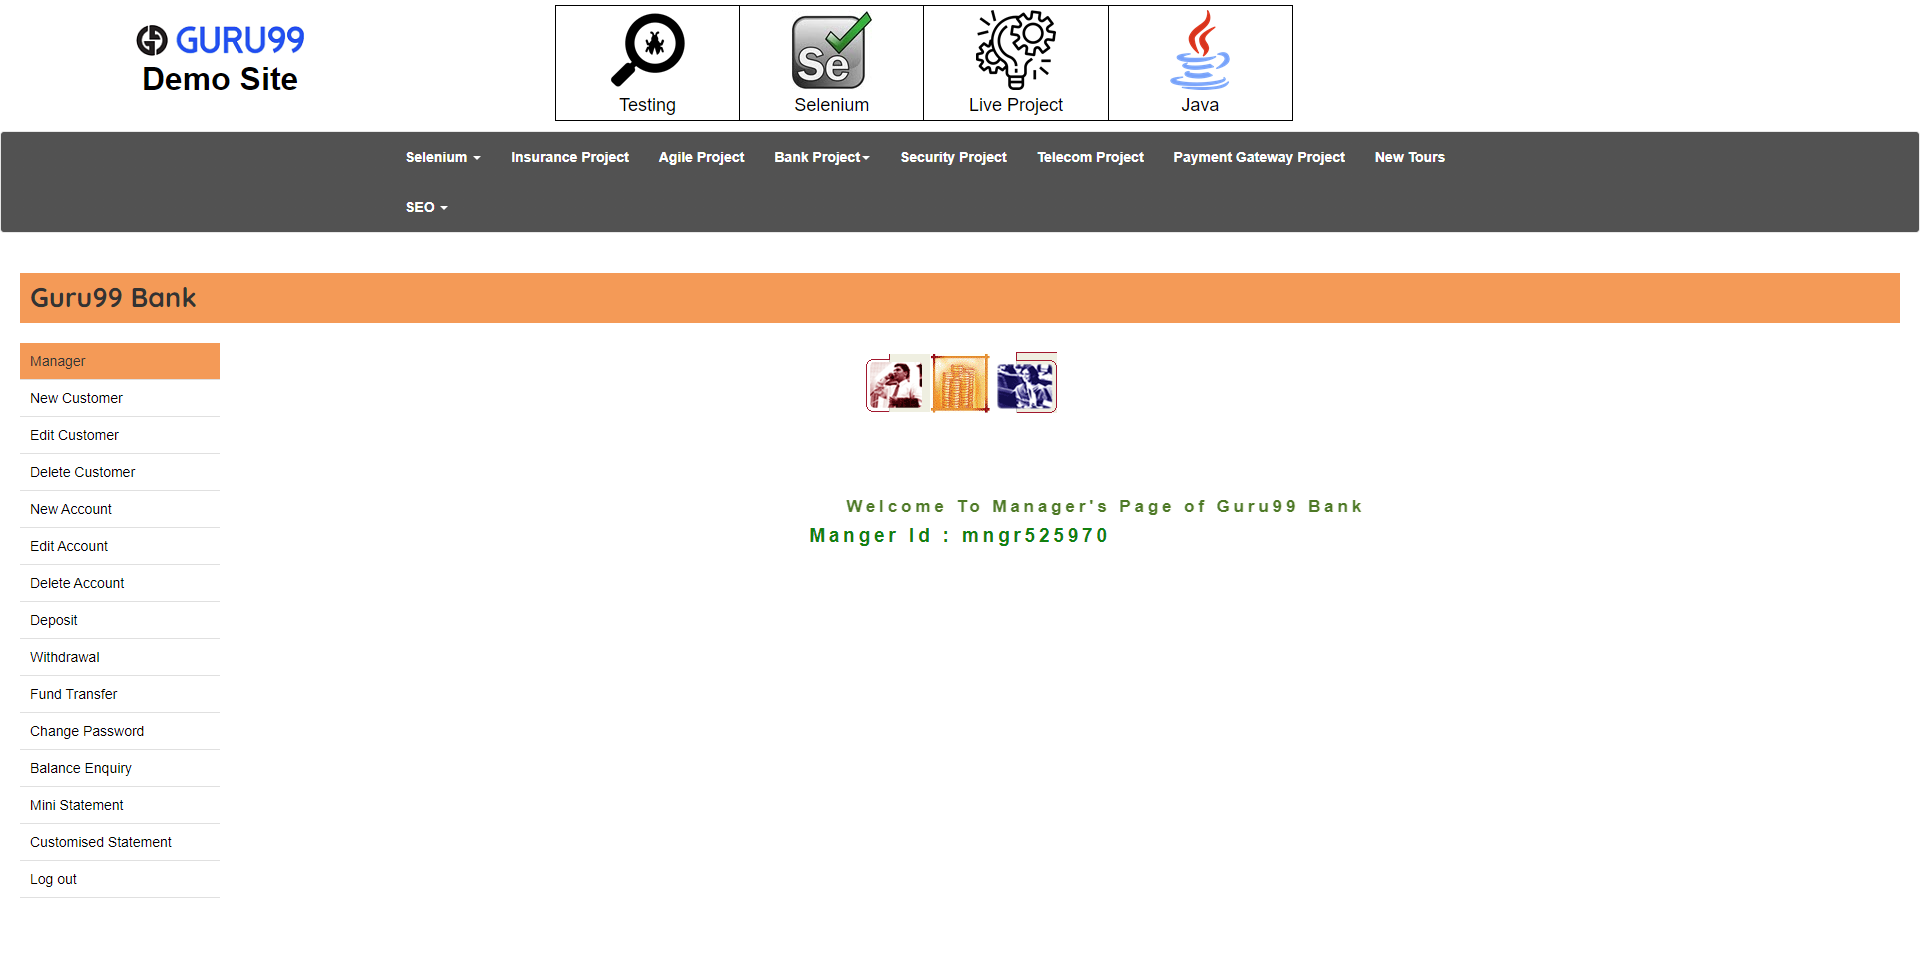 GURU99
Demo Site
Testing
Se
Selenium
Live Project
Java
Selenium
Insurance Project
Agile Project
Bank Project
Security Project
Telecom Project
Payment Gateway Project
New Tours
SEO
Guru99 Bank
Manager
New Customer
Edit Customer
Delete Customer
New Account
Edit Account
Delete Account
Deposit
Withdrawal
Fund Transfer
Change Password
Balance Enquiry
Mini Statement
Customised Statement
Log out
Welcome To Manager's Page of Guru99 Bank
Manger Id : mngr525970